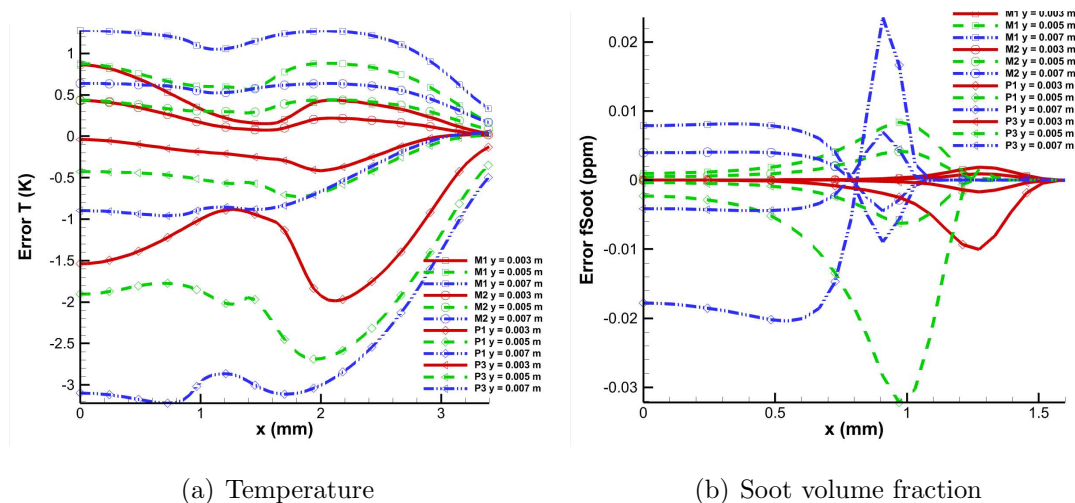 1
0.5
0
-0.5
-1
-1.5
-2
-2.5
-3
Error T (K)
0 1 2 3
x (mm)
M1 y = 0.003 m
M1 y = 0.005 m
M1 y = 0.007 m
M2 y = 0.003 m
M2 y = 0.005 m
M2 y = 0.007 m
P1 y = 0.003 m
P1 y = 0.005 m
P1 y = 0.007 m
P3 y = 0.003 m
P3 y = 0.005 m
P3 y = 0.007 m
(a) Temperature
0.02
0.01
0
-0.01
-0.02
-0.03
Error fSoot (ppm)
0 0.5 1 1.5
x (mm)
M1 y = 0.003 m
M1 y = 0.005 m
M1 y = 0.007 m
M2 y = 0.003 m
M2 y = 0.005 m
M2 y = 0.007 m
P1 y = 0.003 m
P1 y = 0.005 m
P1 y = 0.007 m
P3 y = 0.003 m
P3 y = 0.005 m
P3 y = 0.007 m
(b) Soot volume fraction